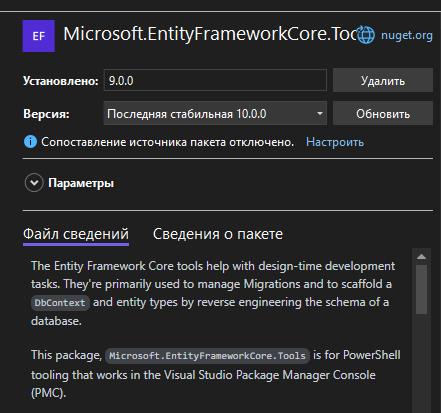 EF Microsoft.EntityFrameworkCore.Too nuget.org
Установлено: 9.0.0 Удалить
Версия: Последняя стабильная 10.0.0 Обновить
Сопоставление источника пакета отключено. Настроить
Параметры
Файл сведений Сведения о пакете
The Entity Framework Core tools help with design-time development
tasks. They're primarily used to manage Migrations and to scaffold a
DbContext and entity types by reverse engineering the schema of a
database.
This package, Microsoft.EntityFrameworkCore.Tools is for PowerShell
tooling that works in the Visual Studio Package Manager Console
(PMC).